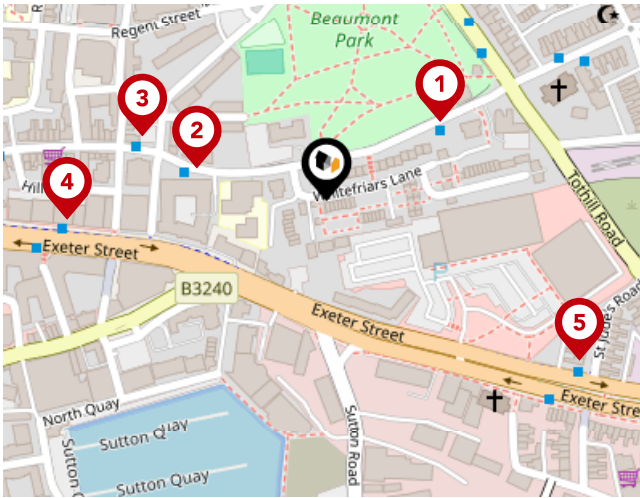 Regent Street
Beaumont
Park
1
3
2
4
Hill
Whitefriars Lane
Tothill Road
Exeter Street
B3240
Exeter Street
5
St Jude's Road
Exeter Stre
North Quay
Sutton Quay
Sutton Q
Sutton Quay
Sutton Road